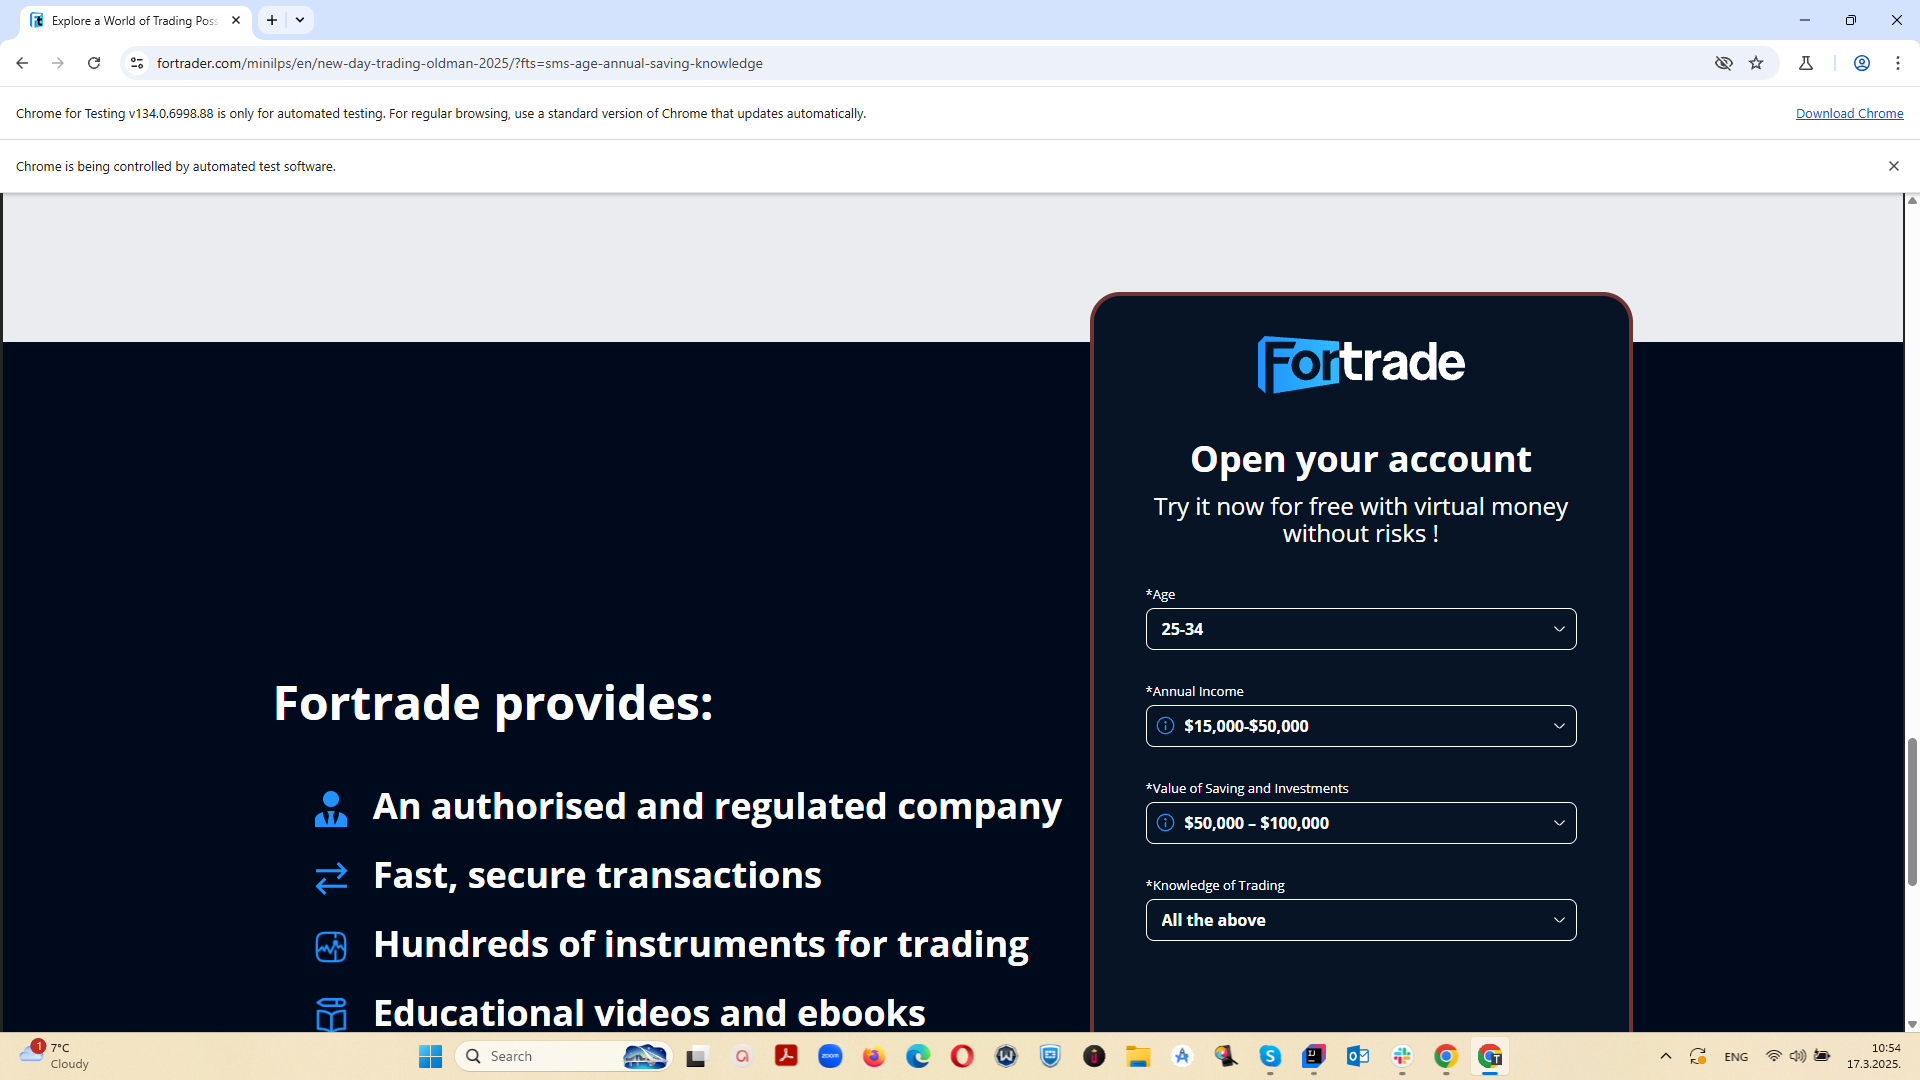 Explore a World of Trading Poss
fortrader.com/minilps/en/new-day-trading-oldman-2025/?fts=sms-age-annual-saving-knowledge
Chrome for Testing v134.0.6998.88 is only for automated testing. For regular browsing, use a standard version of Chrome that updates automatically.
Download Chrome
Chrome is being controlled by automated test software.
Fortrade
Open your account
Try it now for free with virtual money
without risks !
*Age
25-34
*Annual Income
$15,000-$50,000
*Value of Saving and Investments
$50,000 – $100,000
*Knowledge of Trading
All the above
Fortrade provides:
An authorised and regulated company
Fast, secure transactions
Hundreds of instruments for trading
Educational videos and ebooks
1
7°C
Cloudy
Search
zoom
ENG
10:54
17.3.2025.